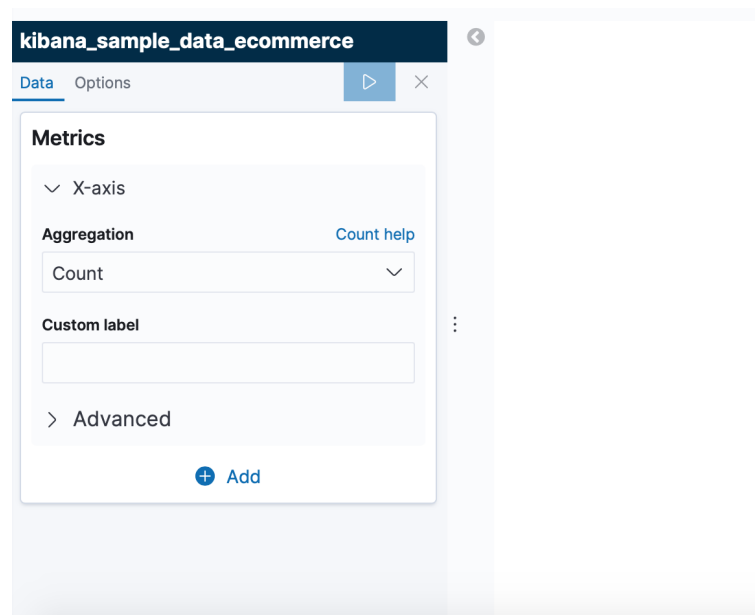 kibana_sample_data_ecommerce
Data Options
Metrics
X-axis
Aggregation Count help
Count
Custom label
Advanced
Add